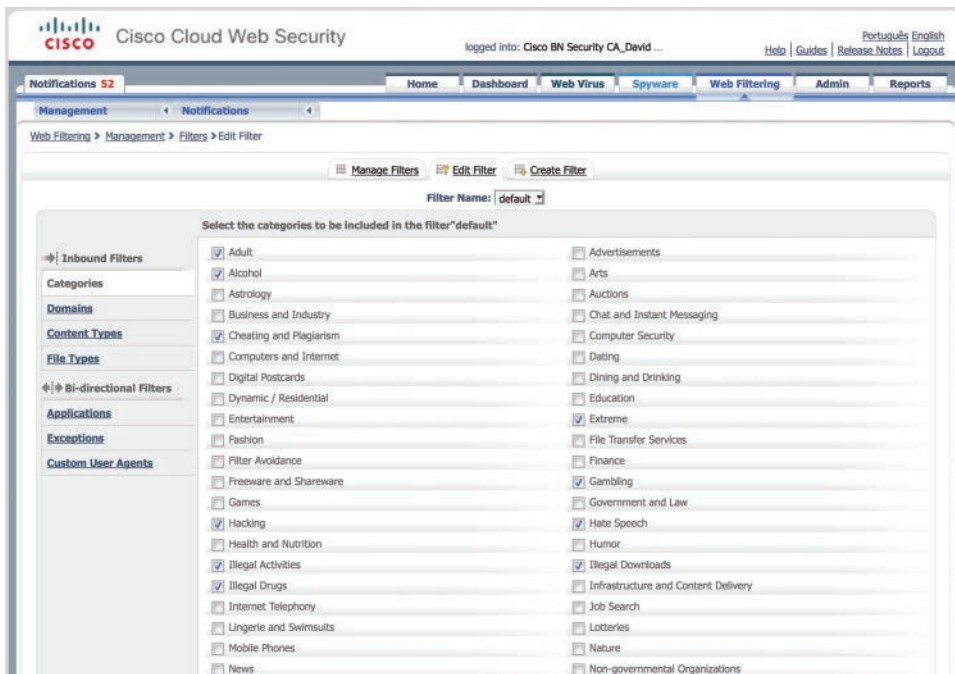 CISCO Cisco Cloud Web Security
logged into: Cisco BN Security CA_David ...
Português English
Help | Guides | Release Notes | Logout
Notifications 52
Home Dashboard Web Virus Spyware Web Filtering Admin Reports
Management Notifications
Web Filtering > Management > Filters > Edit Filter
Manage Filters Edit Filter Create Filter
Filter Name: default
Select the categories to be included in the filter"default"
Inbound Filters
Categories
Domains
Content Types
File Types
Bi-directional Filters
Applications
Exceptions
Custom User Agents
Adult Advertisements
Alcohol Arts
Astrology Auctions
Business and Industry Chat and Instant Messaging
Cheating and Plagiarism Computer Security
Computers and Internet Dating
Digital Postcards Dining and Drinking
Dynamic / Residential Education
Entertainment Extreme
Fashion File Transfer Services
Filter Avoidance Finance
Freeware and Shareware Gambling
Games Government and Law
Hacking Hate Speech
Health and Nutrition Humor
Illegal Activities Illegal Downloads
Illegal Drugs Infrastructure and Content Delivery
Internet Telephony Job Search
Lingerie and Swimsuits Lotteries
Mobile Phones Nature
News Non-governmental Organizations